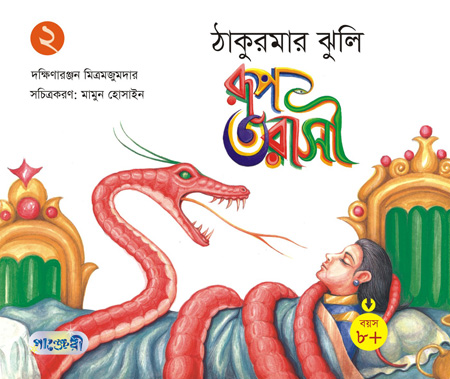 ২
ঠাকুরমার ঝুলি
দক্ষিণারঞ্জন মিত্রমজুমদার
সচিত্রকরণ: মামুন হোসাইন
রূপ
তরাসী
বয়স
৮+
পাঞ্জেরী